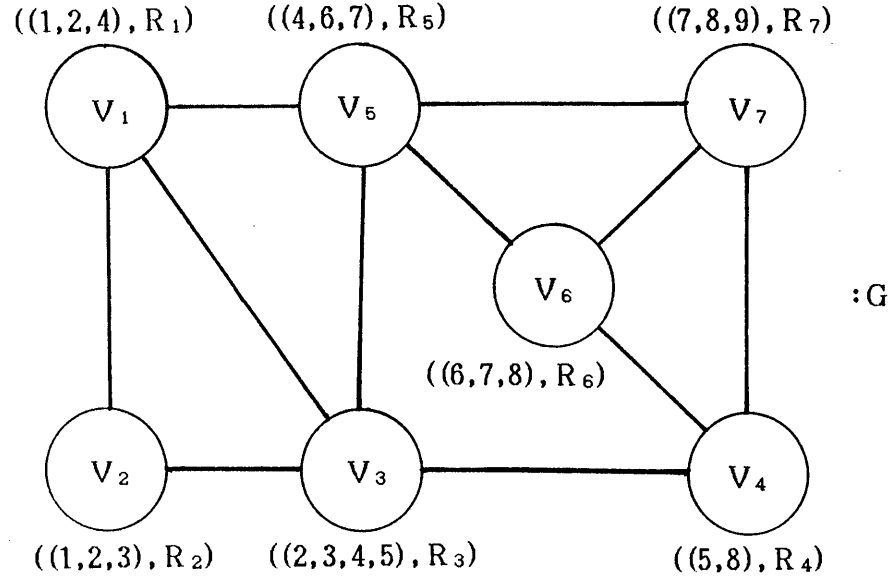 ((1,2,4), R₁) ((4,6,7), R₅) ((7,8,9), R₇)
V₁ V₅ V₇
V₆ :G
((6,7,8), R₆)
V₂ V₃ V₄
((1,2,3), R₂) ((2,3,4,5), R₃) ((5,8), R₄)